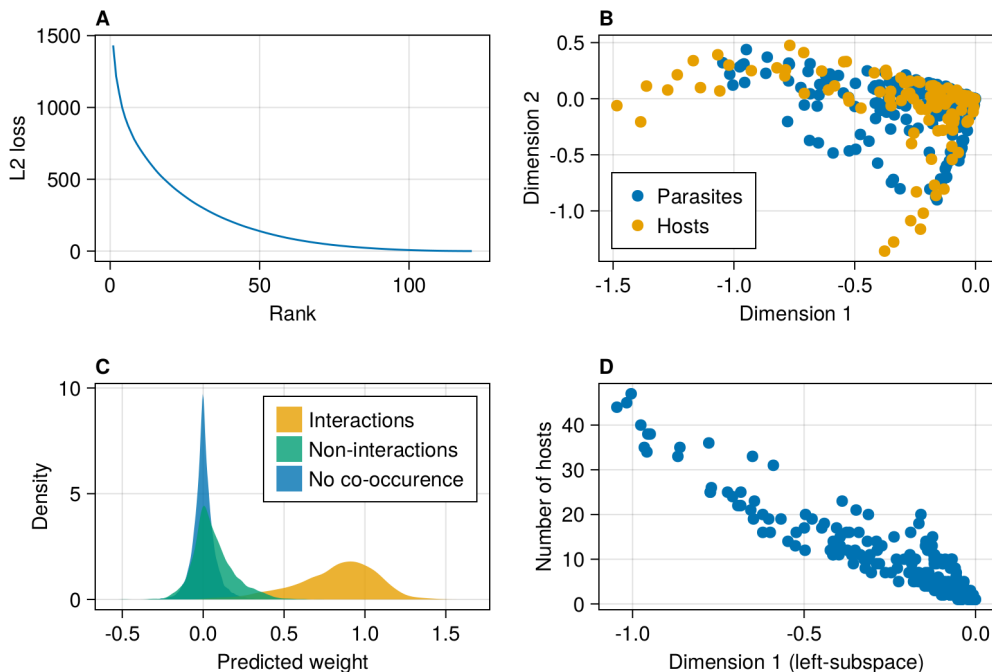 A
1500
1000
500
0
L2 loss
0 50 100
Rank
B
0.5
0.0
-0.5
-1.0
Dimension 2
Parasites
Hosts
-1.5 -1.0 -0.5 0.0
Dimension 1
C
10
5
0
Density
Interactions
Non-interactions
No co-occurence
-0.5 0.0 0.5 1.0 1.5
Predicted weight
D
40
30
20
10
0
Number of hosts
-1.0 -0.5 0.0
Dimension 1 (left-subspace)